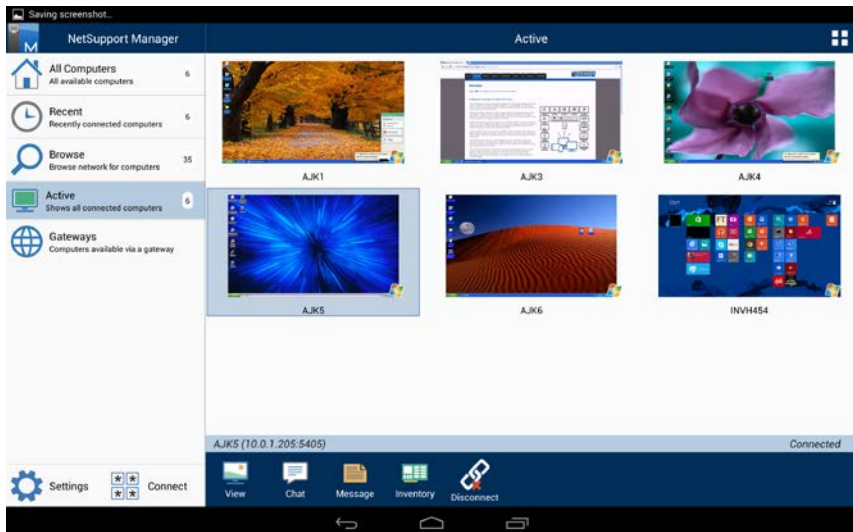 Saving screenshot...
M
NetSupport Manager
Active
All Computers
All available computers
6
Recent
Recently connected computers
6
Browse
Browse network for computers
35
Active
Shows all connected computers
6
Gateways
Computers available via a gateway
AJK1
AJK3
AJK4
AJK5
AJK6
INVH454
AJK5 (10.0.1.205:5405)
Connected
Settings
Connect
View
Chat
Message
Inventory
Disconnect